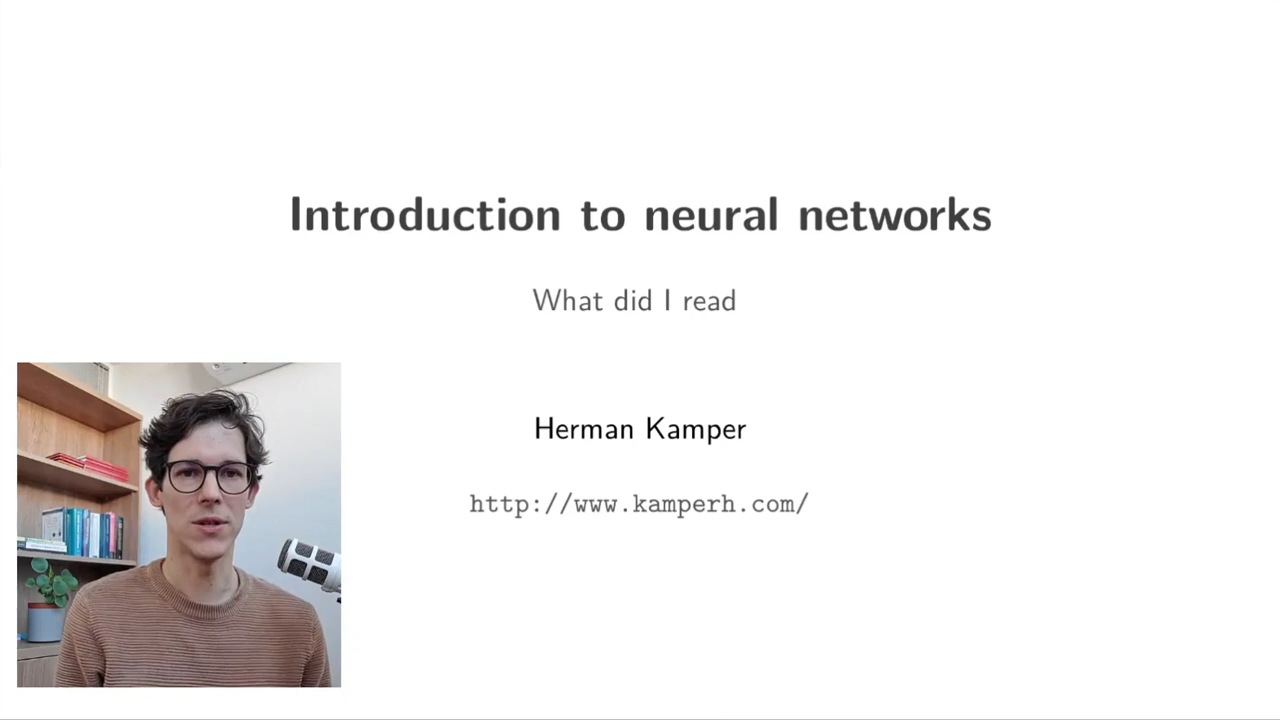 Introduction to neural networks
What did I read
Herman Kamper
http://www.kamperh.com/